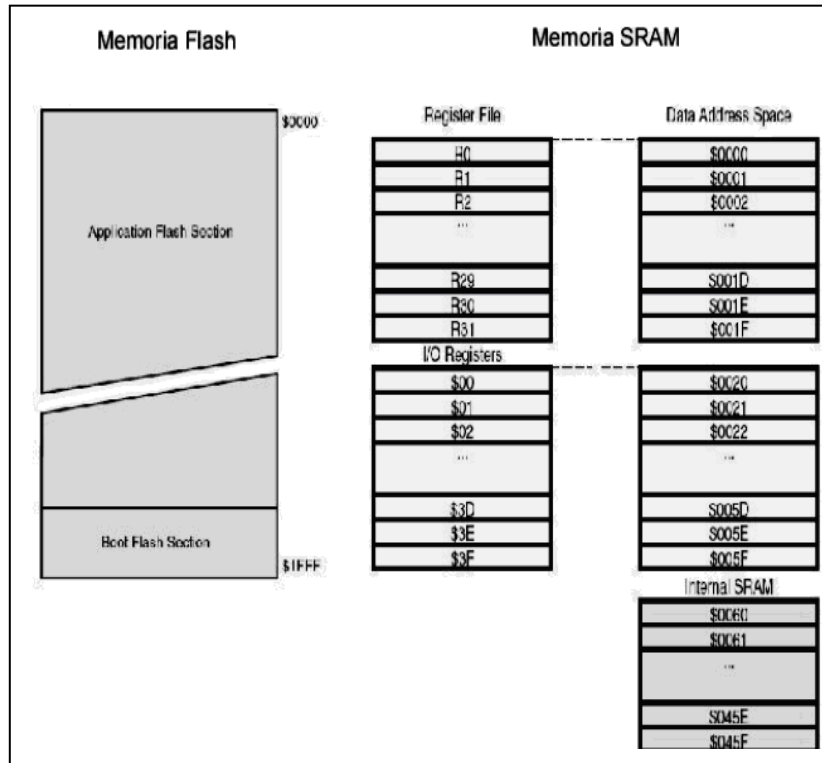 Memoria Flash
Memoria SRAM
$0000
Application Flash Section
Boot Flash Section
$1FFF
Register File
R0
R1
R2
...
R29
R30
R31
I/O Registers
$00
$01
$02
...
$3D
$3E
$3F
Data Address Space
$0000
$0001
$0002
...
$001D
$001E
$001F
$0020
$0021
$0022
...
$005D
$005E
$005F
Internal SRAM
$0060
$0061
...
$045E
$045F